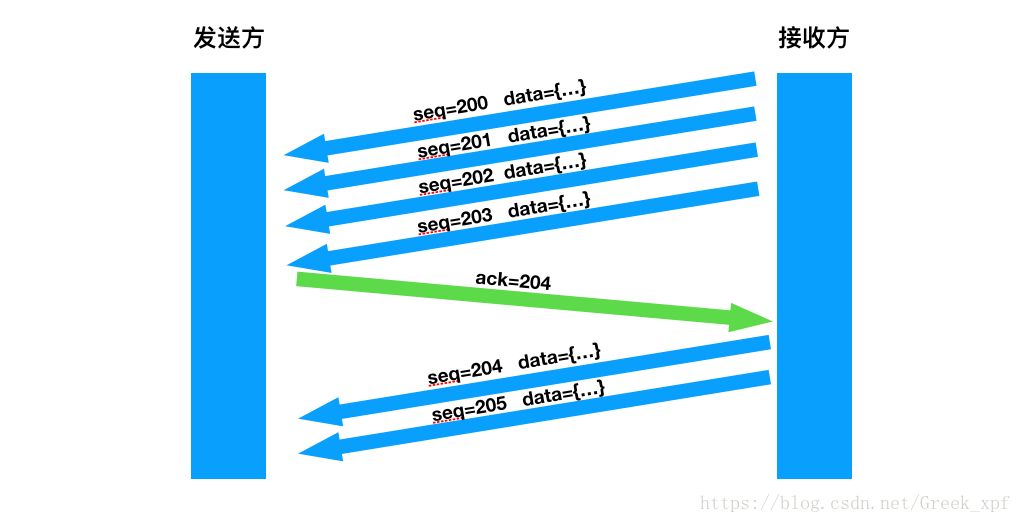 发送方
接收方
seq=200 data={...}
seq=201 data={...}
seq=202 data={...}
seq=203 data={...}
ack=204
seq=204 data={...}
seq=205 data={...}
https://blog.csdn.net/Greek_xpf